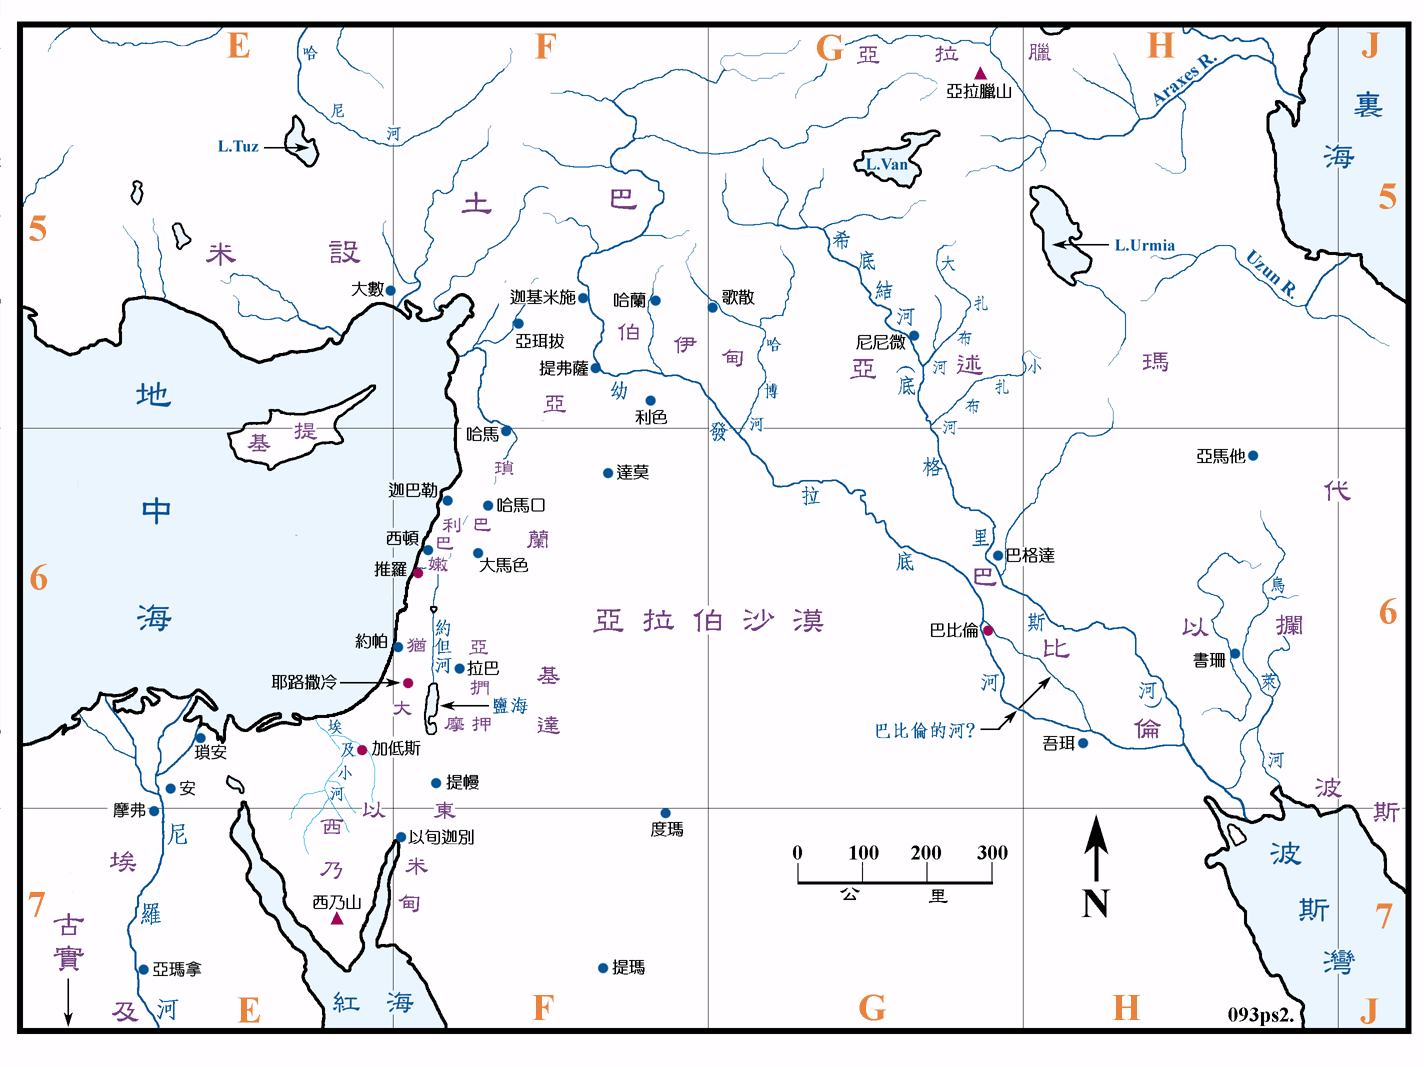 E
F
G
H
J
5
6
7
5
6
7
E
F
G
H
J
哈尼河
L.Tuz
亞拉臘
亞拉臘山
Araxes R.
裏海
L.Van
土巴
米設
L.Urmia
Uzun R.
希底結河(底格里斯河)
大扎布河
小扎布河
大數
迦基米施
哈蘭
歌散
亞珥拔
伯
伊甸
哈博河
尼尼微
亞述
瑪代
提弗薩
亞蘭
幼發拉底河
利色
地中海
基提
哈馬
瑣巴
達莫
亞馬他
迦巴勒
哈馬口
利巴嫩
西頓
大馬色
推羅
巴格達
亞拉伯沙漠
巴比倫
巴比倫
烏萊河
以攔
書珊
約帕
猶大
約但河
亞捫
拉巴
基達
耶路撒冷
鹽海
摩押
巴比倫的河?
吾珥
埃及小河
加低斯
瑣安
安
提幔
以東
摩弗
尼羅河
西乃
以旬迦別
度瑪
波斯
埃及
米甸
0 100 200 300
公里
N
西乃山
波斯灣
古實
亞瑪拿
提瑪
紅海
093ps2.